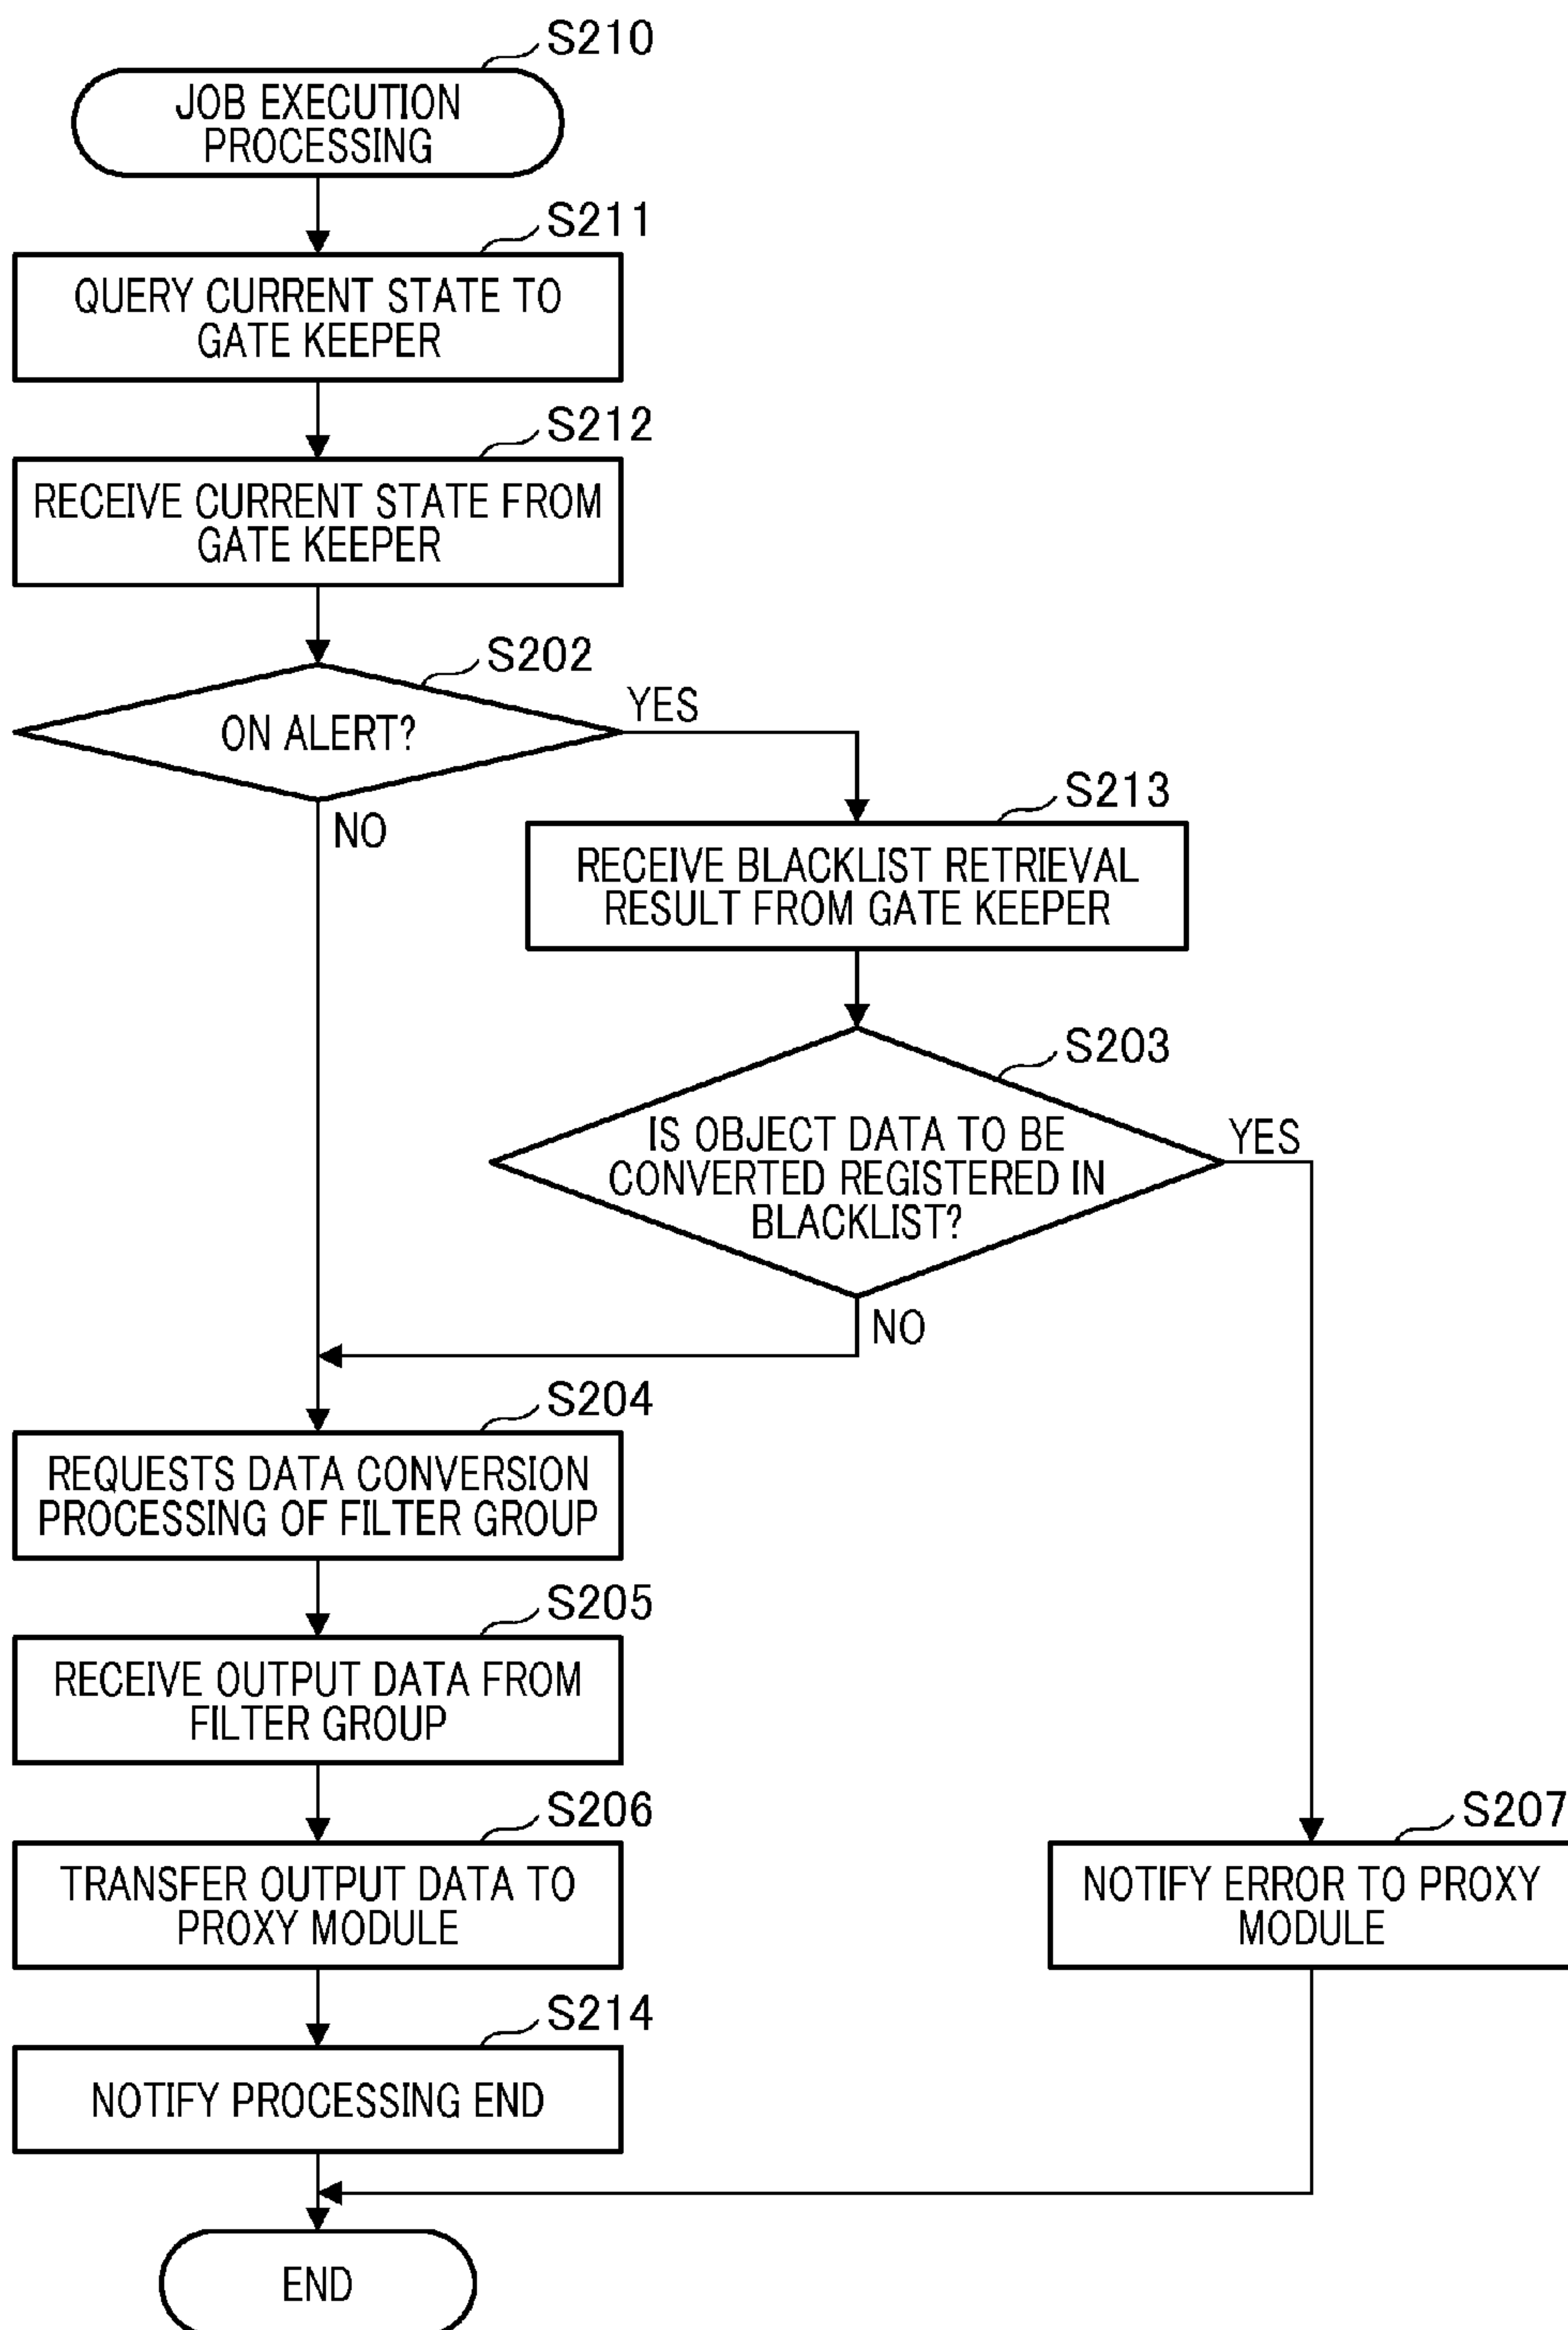 S210
JOB EXECUTION
PROCESSING
S211
QUERY CURRENT STATE TO
GATE KEEPER
S212
RECEIVE CURRENT STATE FROM
GATE KEEPER
S202
ON ALERT?
YES
NO
S213
RECEIVE BLACKLIST RETRIEVAL
RESULT FROM GATE KEEPER
S203
IS OBJECT DATA TO BE
CONVERTED REGISTERED IN
BLACKLIST?
YES
NO
S204
REQUESTS DATA CONVERSION
PROCESSING OF FILTER GROUP
S205
RECEIVE OUTPUT DATA FROM
FILTER GROUP
S206
TRANSFER OUTPUT DATA TO
PROXY MODULE
S207
NOTIFY ERROR TO PROXY
MODULE
S214
NOTIFY PROCESSING END
END